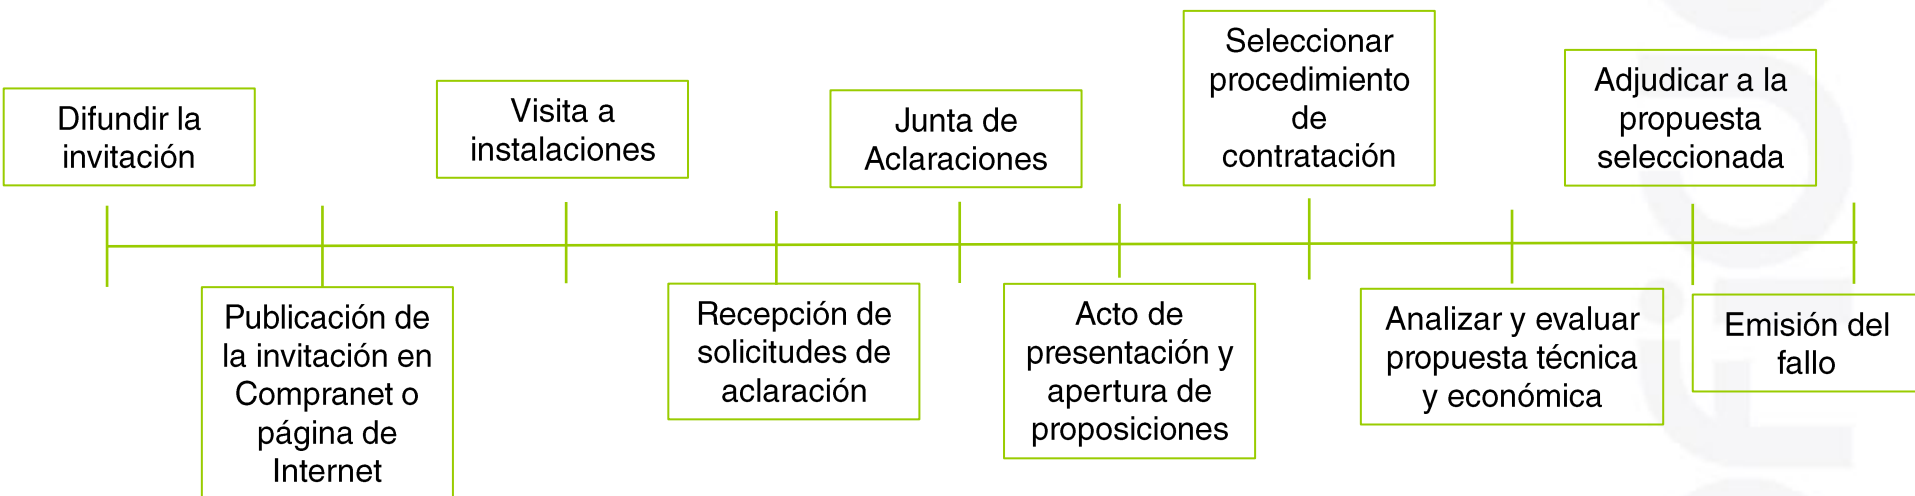 Difundir la
invitación
Publicación de
la invitación en
Compranet o
página de
Internet
Visita a
instalaciones
Recepción de
solicitudes de
aclaración
Junta de
Aclaraciones
Acto de
presentación y
apertura de
proposiciones
Seleccionar
procedimiento
de
contratación
Analizar y evaluar
propuesta técnica
y económica
Adjudicar a la
propuesta
seleccionada
Emisión del
fallo